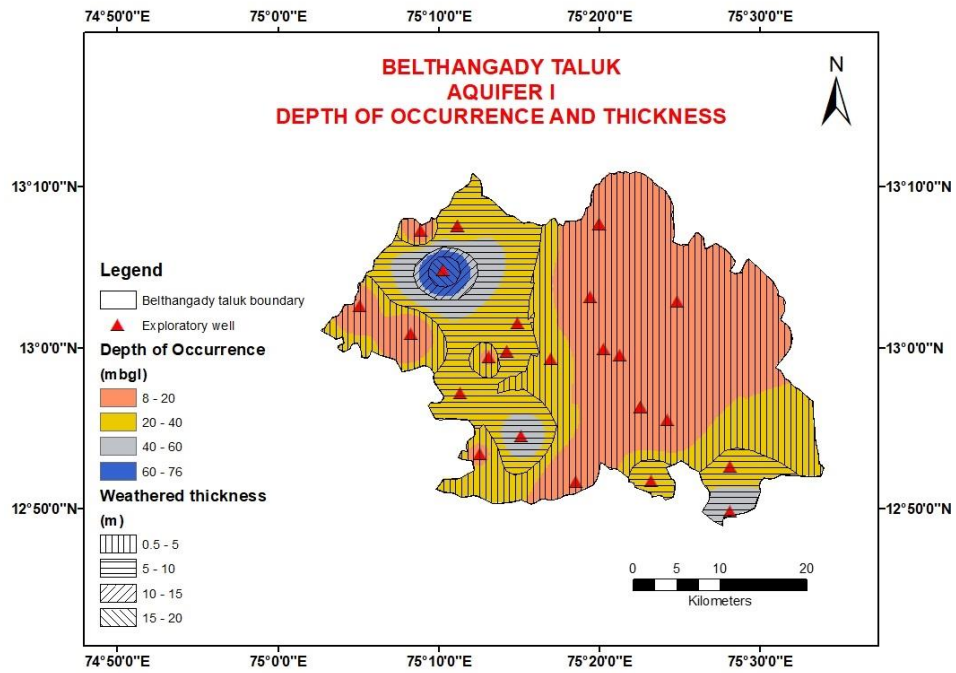 74°50'0"E 75°0'0"E 75°10'0"E 75°20'0"E 75°30'0"E
BELTHANGADY TALUK
AQUIFER I
DEPTH OF OCCURRENCE AND THICKNESS
N
13°10'0"N 13°10'0"N
Legend
Belthangady taluk boundary
Exploratory well
13°0'0"N 13°0'0"N
Depth of Occurrence
(mbgl)
8 - 20
20 - 40
40 - 60
60 - 76
Weathered thickness
(m)
12°50'0"N 12°50'0"N
0.5 - 5
5 - 10
10 - 15
15 - 20
0 5 10 20
Kilometers
74°50'0"E 75°0'0"E 75°10'0"E 75°20'0"E 75°30'0"E